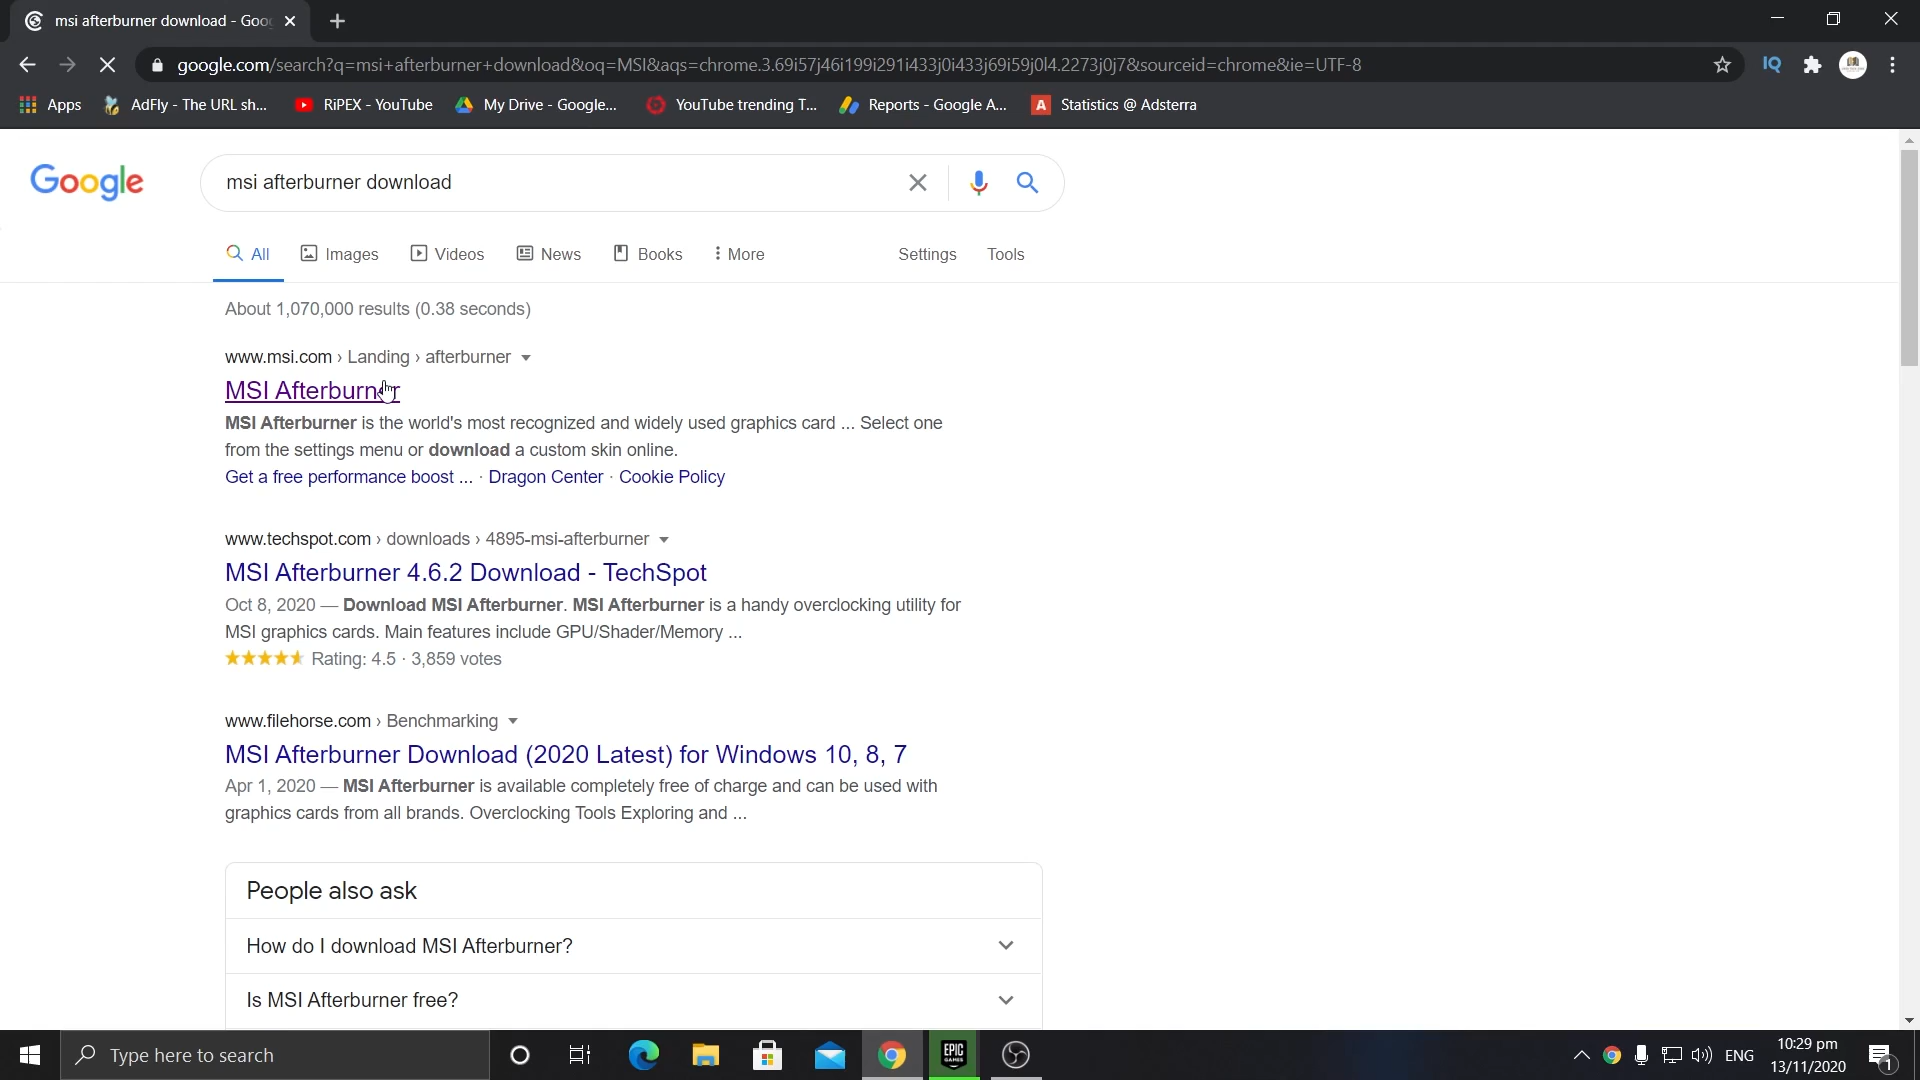 msi afterburner download - Goo
google.com/search?q=msi+afterburner+download&oq=MSI&aqs=chrome.3.69i57j46i199i291i433j0i433j69i59j0l4.2273j0j7&sourceid=chrome&ie=UTF-8
IQ
Apps AdFly - The URL sh... RiPEX - YouTube My Drive - Google... YouTube trending T... Reports - Google A... A Statistics @ Adsterra
Google
msi afterburner download
All Images Videos News Books More Settings Tools
About 1,070,000 results (0.38 seconds)
www.msi.com › Landing › afterburner
MSI Afterburner
MSI Afterburner is the world's most recognized and widely used graphics card ... Select one
from the settings menu or download a custom skin online.
Get a free performance boost ... · Dragon Center · Cookie Policy
www.techspot.com › downloads › 4895-msi-afterburner
MSI Afterburner 4.6.2 Download - TechSpot
Oct 8, 2020 — Download MSI Afterburner. MSI Afterburner is a handy overclocking utility for
MSI graphics cards. Main features include GPU/Shader/Memory ...
Rating: 4.5 · 3,859 votes
www.filehorse.com › Benchmarking
MSI Afterburner Download (2020 Latest) for Windows 10, 8, 7
Apr 1, 2020 — MSI Afterburner is available completely free of charge and can be used with
graphics cards from all brands. Overclocking Tools Exploring and ...
People also ask
How do I download MSI Afterburner?
Is MSI Afterburner free?
Type here to search
EPIC GAMES
ENG
10:29 pm
13/11/2020
1